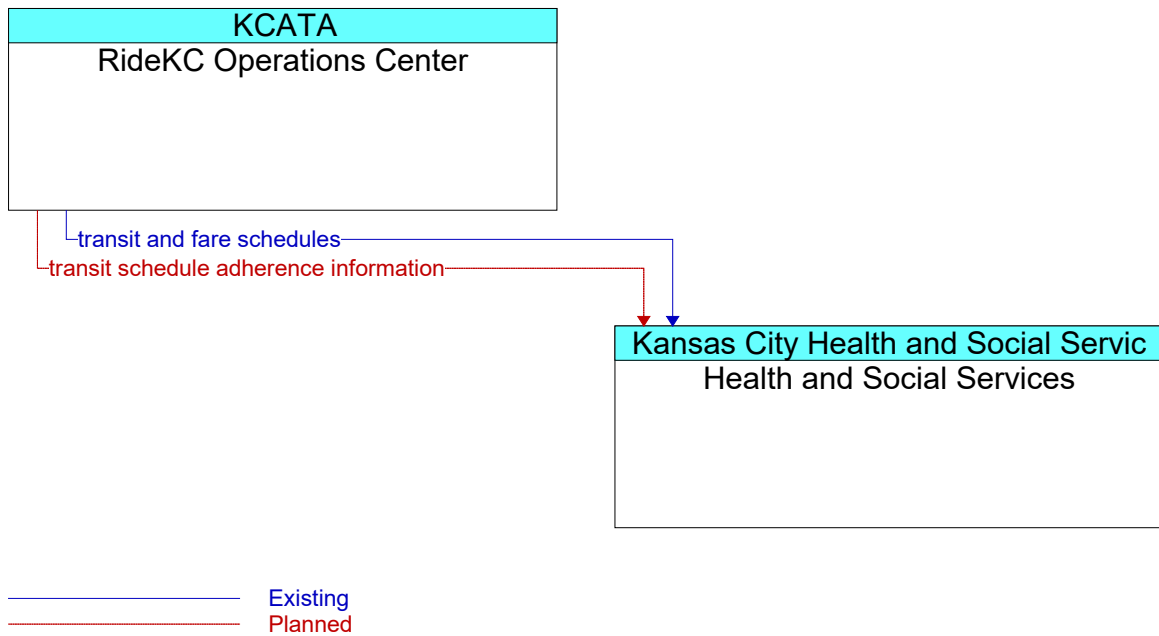 KCATA
RideKC Operations Center
transit and fare schedules
transit schedule adherence information
Kansas City Health and Social Servic
Health and Social Services
Existing
Planned